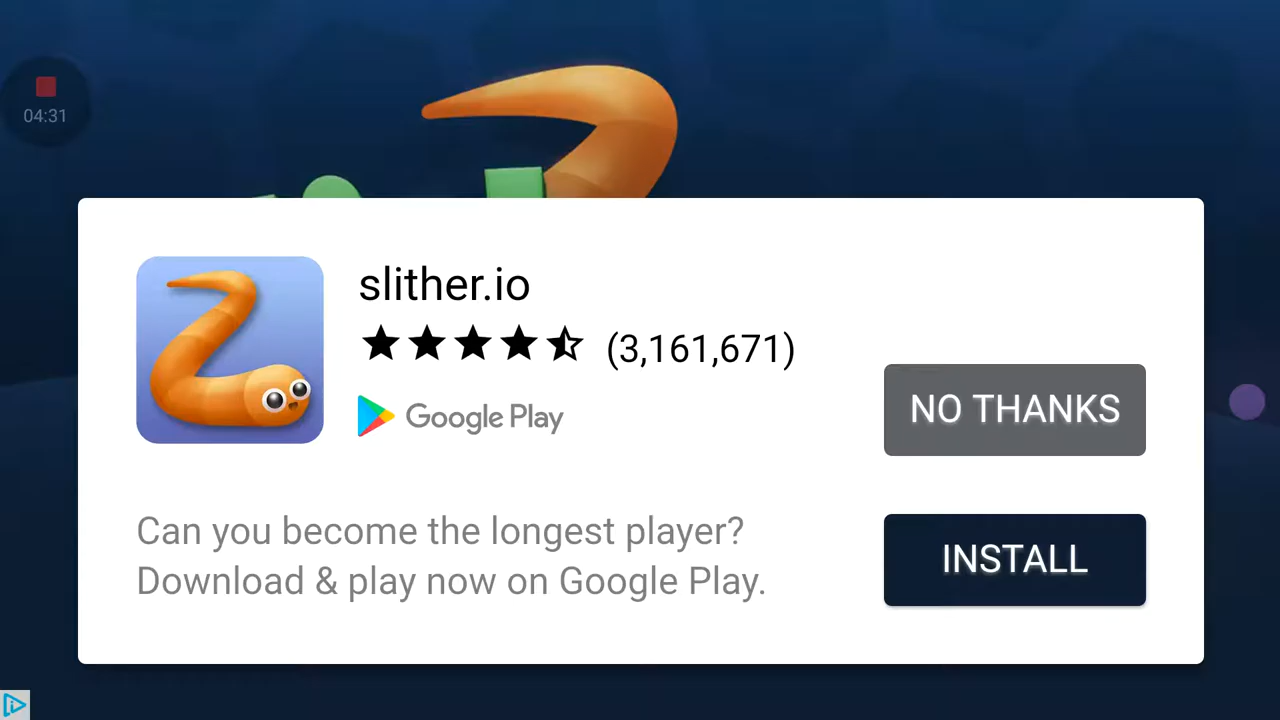 04:31
slither.io
(3,161,671)
Google Play
NO THANKS
Can you become the longest player?
Download & play now on Google Play.
INSTALL